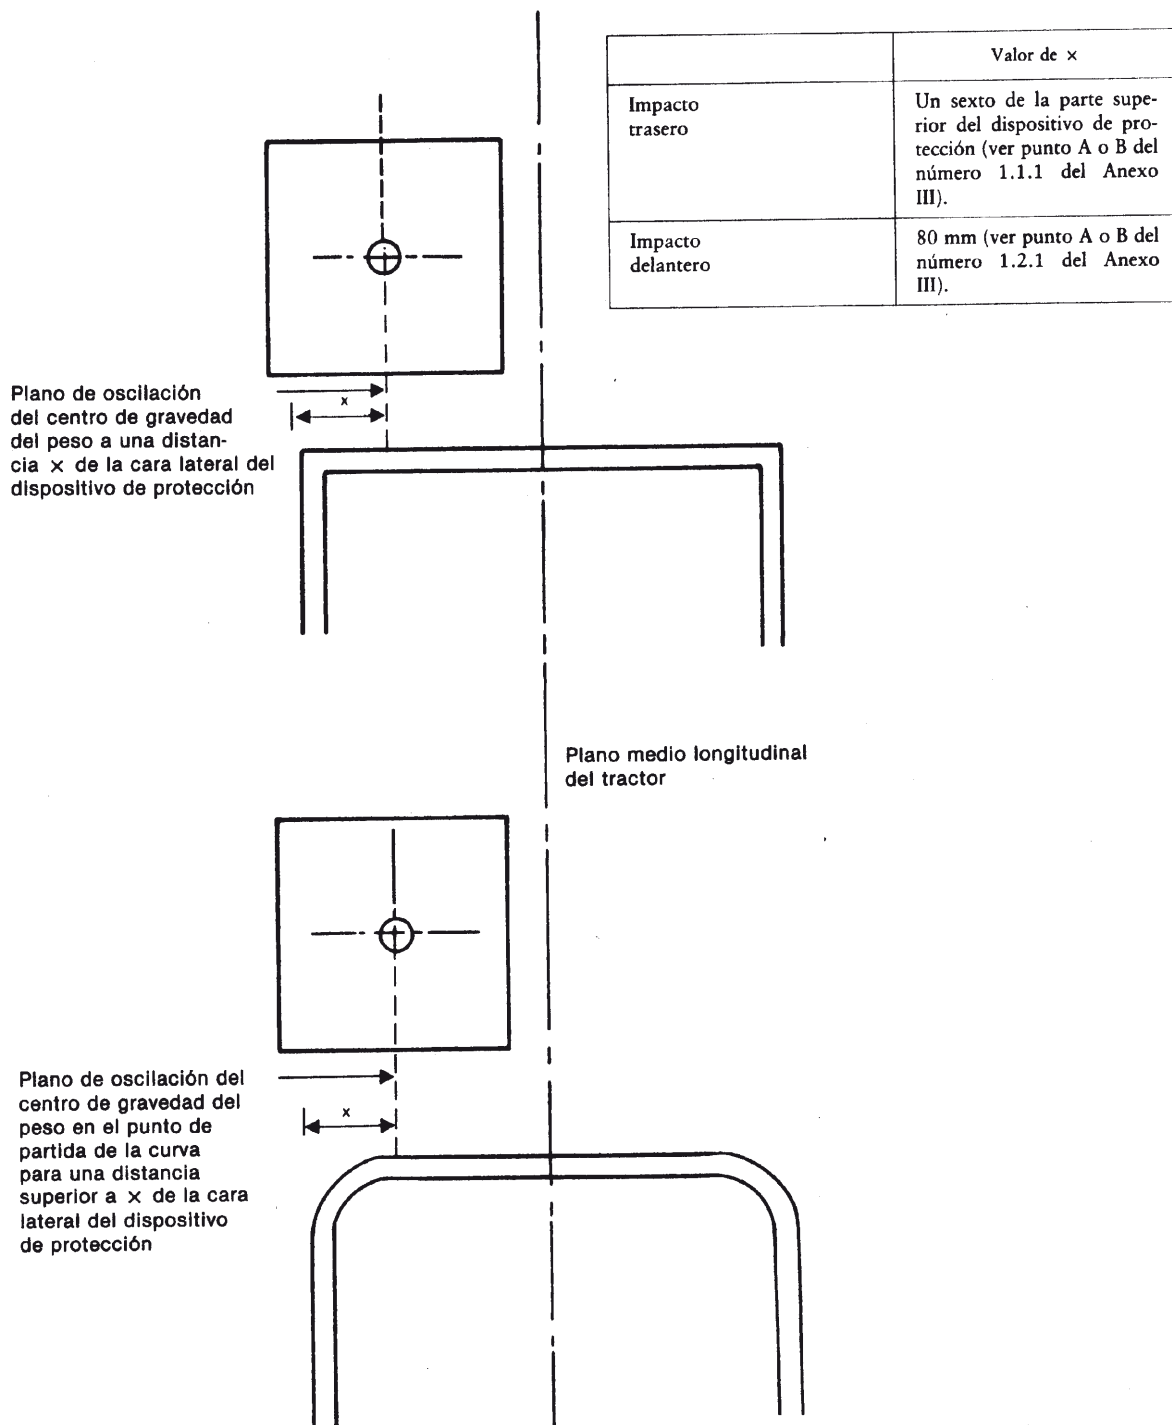 Valor de ×
Impacto
trasero
Un sexto de la parte supe-
rior del dispositivo de pro-
tección (ver punto A o B del
número 1.1.1 del Anexo
III).
Impacto
delantero
80 mm (ver punto A o B del
número 1.2.1 del Anexo
III).
Plano de oscilación
del centro de gravedad
del peso a una distan-
cia × de la cara lateral del
dispositivo de protección
x
Plano medio longitudinal
del tractor
Plano de oscilación del
centro de gravedad del
peso en el punto de
partida de la curva
para una distancia
superior a × de la cara
lateral del dispositivo
de protección
x